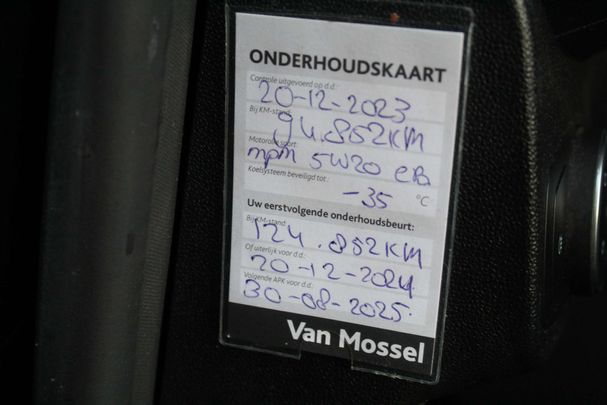 ONDERHOUDSKAART
Controle uitgevoerd op d.d.:
20-12-2023
Bij KM-stand:
94.852KM
Motorolie soort:
mpm 5W20 eB
Koelsysteem beveiligd tot:
-35 °C
Uw eerstvolgende onderhoudsbeurt:
Bij KM-stand:
124.852KM
Of uiterlijk voor d.d.:
20-12-2024
Volgende APK voor d.d.:
30-08-2025.
Van Mossel